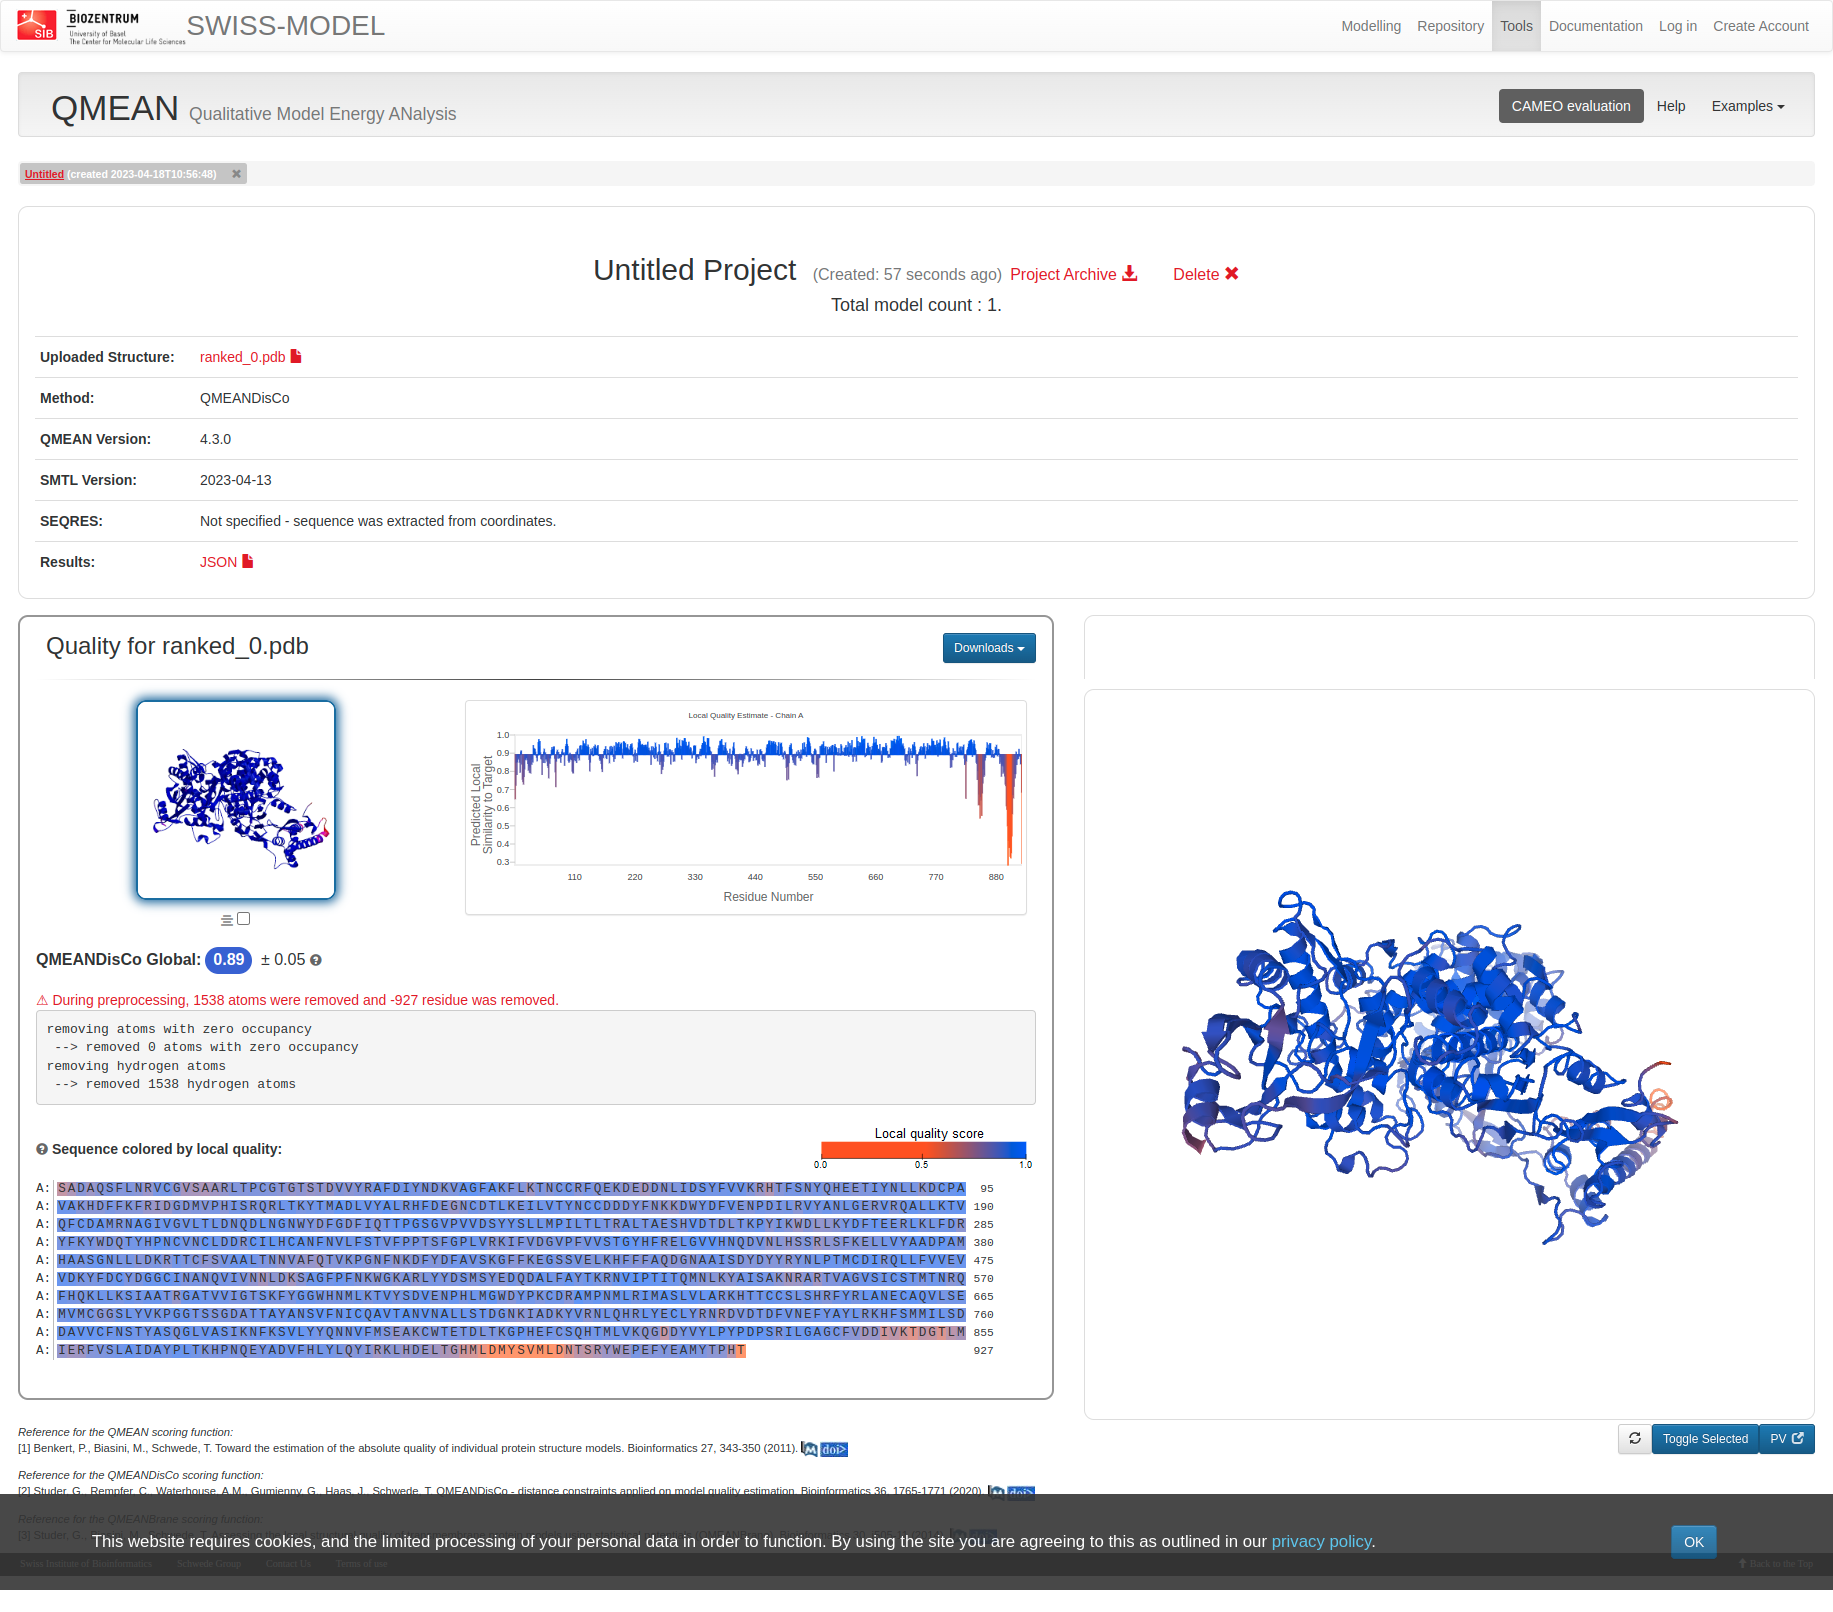 SIB
BIOZENTRUM
University of Basel
The Center for Molecular Life Sciences
SWISS-MODEL
Modelling
Repository
Tools
Documentation
Log in
Create Account
QMEAN Qualitative Model Energy ANalysis
CAMEO evaluation
Help
Examples
Untitled (created 2023-04-18T10:56:48) ✖
Untitled Project (Created: 57 seconds ago) Project Archive Delete ✖
Total model count : 1.
Uploaded Structure: ranked_0.pdb
Method: QMEANDisCo
QMEAN Version: 4.3.0
SMTL Version: 2023-04-13
SEQRES: Not specified - sequence was extracted from coordinates.
Results: JSON
Quality for ranked_0.pdb
Downloads
Local Quality Estimate - Chain A
Predicted Local
Similarity to Target
1.0
0.9
0.8
0.7
0.6
0.5
0.4
0.3
110 220 330 440 550 660 770 880
Residue Number
QMEANDisCo Global: 0.89 ± 0.05
⚠ During preprocessing, 1538 atoms were removed and -927 residue was removed.
removing atoms with zero occupancy
--> removed 0 atoms with zero occupancy
removing hydrogen atoms
--> removed 1538 hydrogen atoms
Sequence colored by local quality:
Local quality score
0.0 0.5 1.0
A: SADAQSFLNRVCGVSAARLTPCGTGTSTDVVYRAFDIYNDKVAGFAKFLKTNCCRFQEKDEDDNLIDSYFVVKRHTFSNYQHEETIYNLLKDCPA 95
A: VAKHDFFKFRIDGDMVPHISRQRLTKYTMADLVYALRHFDEGNCDTLKEILVTYNCCDDDYFNKKDWYDFVENPDILRVYANLGERVRQALLKTV 190
A: QFCDAMRNAGIVGVLTLDNQDLNGNWYDFGDFIQTTPGSGVPVVDSYYSLLMPILTLTRALTAESHVDTDLTKPYIKWDLLKYDFTEERLKLFDR 285
A: YFKYWDQTYHPNCVNCLDDRCILHCANFNVLFSTVFPPTSFGPLVRKIFVDGVPFVVSTGYHFRELGVVHNQDVNLHSSRLSFKELLVYAADPAM 380
A: HAASGNLLLDKRTTCFSVAALTNNVAFQTVKPGNFNKDFYDFAVSKGFFKEGSSVELKHFFFAQDGNAAISDYDYYRYNLPTMCDIRQLLFVVEV 475
A: VDKYFDCYDGGCINANQVIVNNLDKSAGFPFNKWGKARLYYDSMSYEDQDALFAYTKRNVIPTITQMNLKYAISAKNRARTVAGVSICSTMTNRQ 570
A: FHQKLLKSIAATRGATVVIGTSKFYGGWHNMLKTVYSDVENPHLMGWDYPKCDRAMPNMLRIMASLVLARKHTTCCSLSHRFYRLANECAQVLSE 665
A: MVMCGGSLYVKPGGTSSGDATTAYANSVFNICQAVTANVNALLSTDGNKIADKYVRNLQHRLYECLYRNRDVDTDFVNEFYAYLRKHFSMMILSD 760
A: DAVVCFNSTYASQGLVASIKNFKSVLYYQNNVFMSEAKCWTETDLTKGPHEFCSQHTMLVKQGDDYVYLPYPDPSRILGAGCFVDDIVKTDGTLM 855
A: IERFVSLAIDAYPLTKHPNQEYADVFHLYLQYIRKLHDELTGHMLDMYSVMLDNTSRYWEPEFYEAMYTPHT 927
Toggle Selected
PV
Reference for the QMEAN scoring function:
[1] Benkert, P., Biasini, M., Schwede, T. Toward the estimation of the absolute quality of individual protein structure models. Bioinformatics 27, 343-350 (2011). doi>
Reference for the QMEANDisCo scoring function:
[2] Studer, G., Rempfer, C., Waterhouse, A.M., Gumienny, G., Haas, J., Schwede, T. QMEANDisCo - distance constraints applied on model quality estimation. Bioinformatics 36, 1765-1771 (2020). doi>
Reference for the QMEANBrane scoring function:
This website requires cookies, and the limited processing of your personal data in order to function. By using the site you are agreeing to this as outlined in our privacy policy.
OK
Swiss Institute of Bioinformatics
Schwede Group
Contact Us
Terms of use
Back to the Top